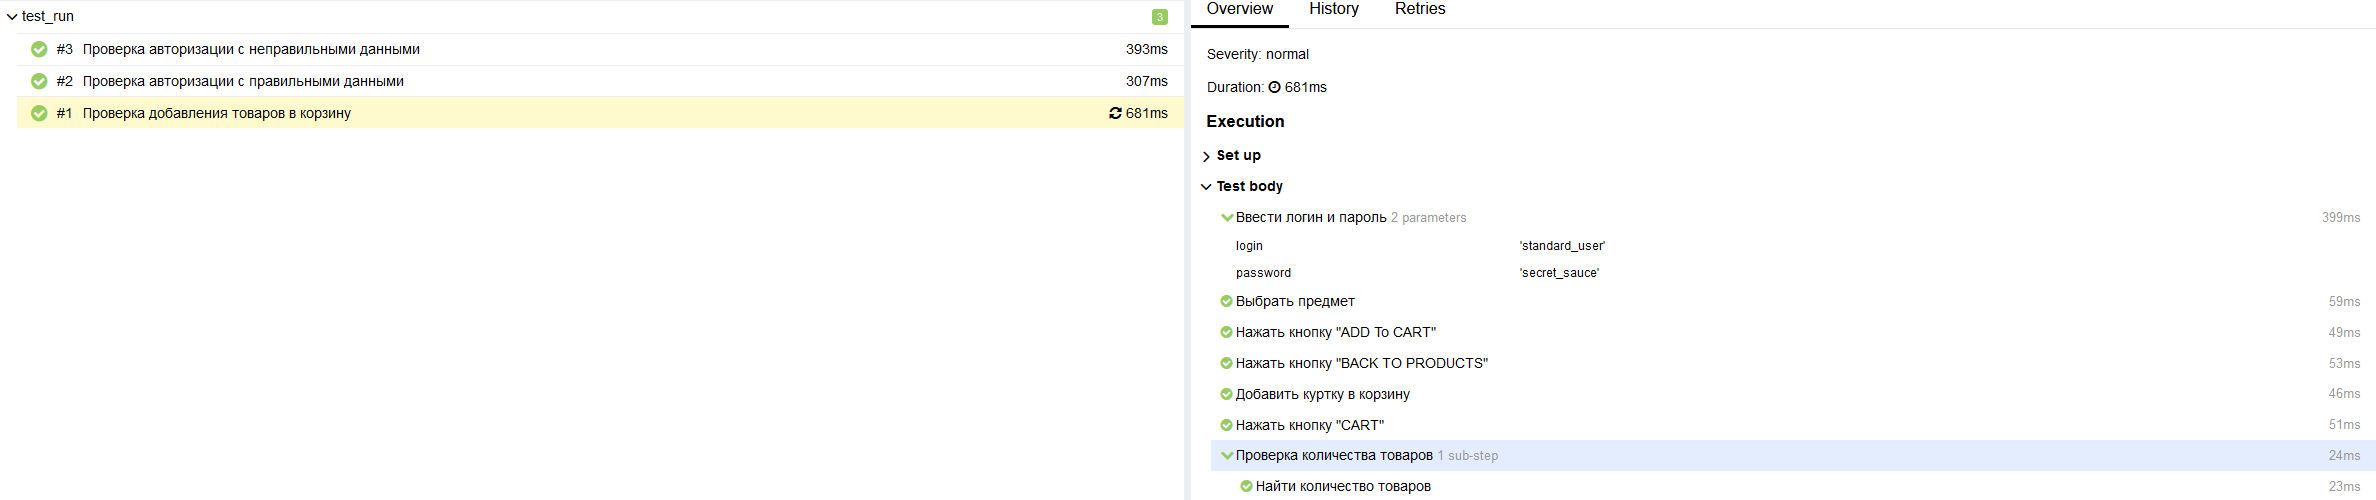 test_run 3
#3 Проверка авторизации с неправильными данными 393ms
#2 Проверка авторизации с правильными данными 307ms
#1 Проверка добавления товаров в корзину 681ms
Overview History Retries
Severity: normal
Duration: 681ms
Execution
Set up
Test body
Ввести логин и пароль 2 parameters 399ms
login 'standard_user'
password 'secret_sauce'
Выбрать предмет 59ms
Нажать кнопку "ADD To CART" 49ms
Нажать кнопку "BACK TO PRODUCTS" 53ms
Добавить куртку в корзину 46ms
Нажать кнопку "CART" 51ms
Проверка количества товаров 1 sub-step 24ms
Найти количество товаров 23ms